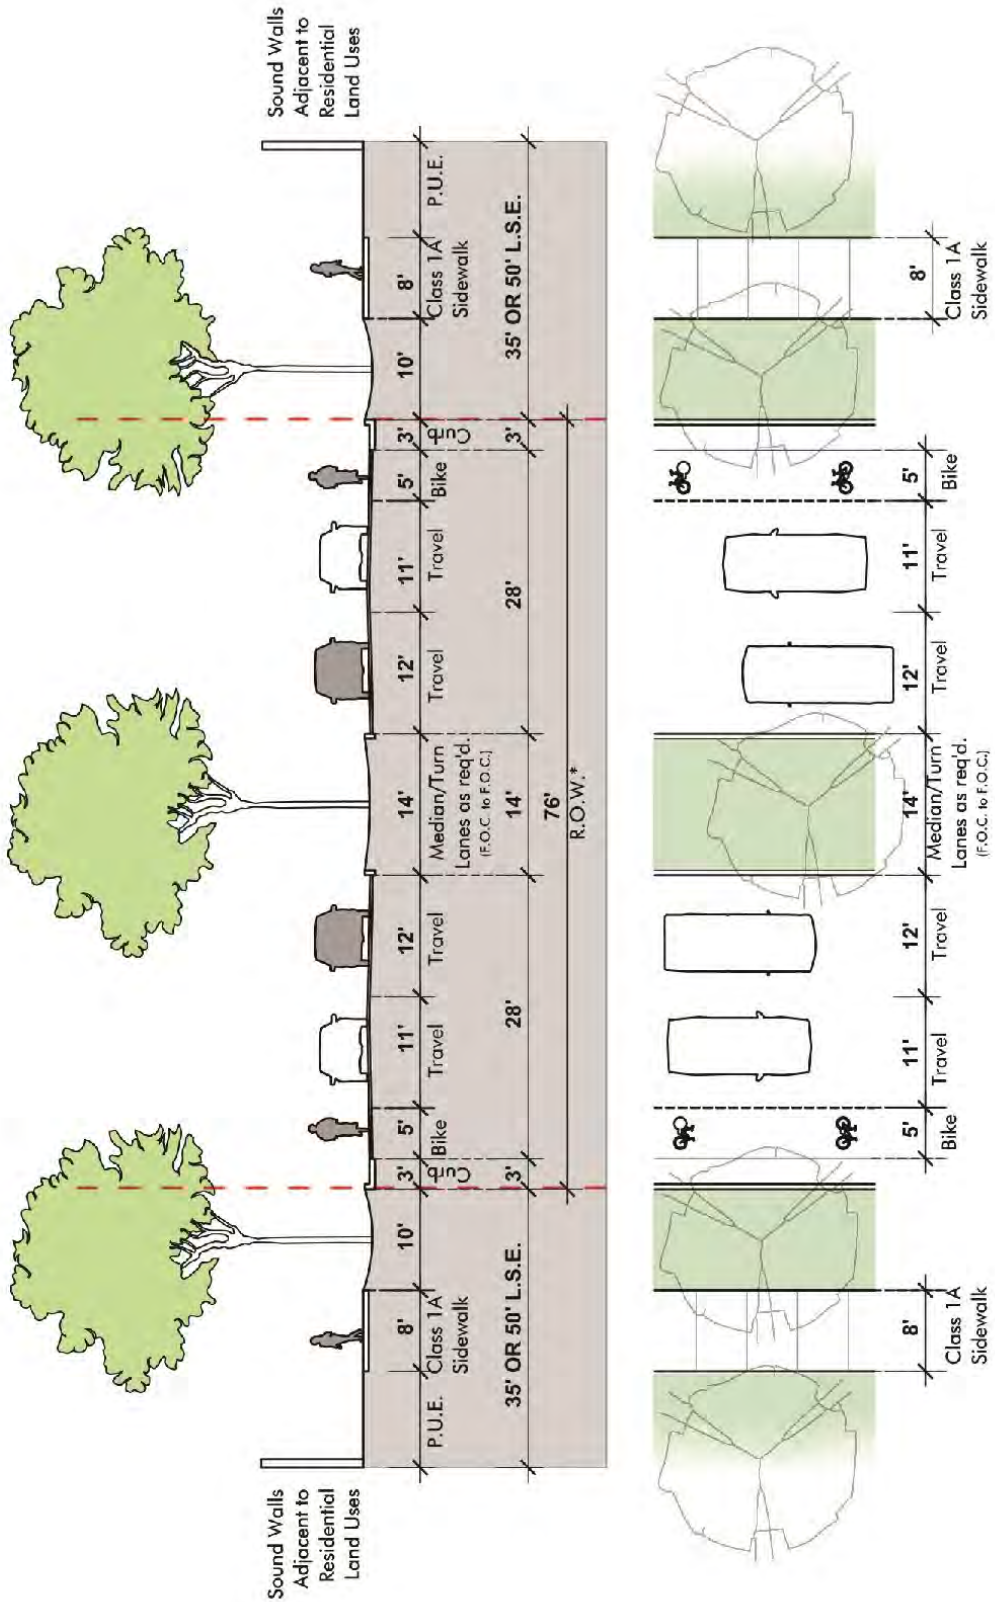 Sound Walls
Adjacent to
Residential
Land Uses
Sound Walls
Adjacent to
Residential
Land Uses
8' 10' 3' 5' 11' 12' 14' 12' 11' 5' 3' 10' 8'
P.U.E. Class 1A Bike Travel Travel Median/Turn Travel Travel Bike Class 1A P.U.E.
Sidewalk Lanes as req'd. Sidewalk
(F.O.C. to F.O.C.)
35' OR 50' L.S.E. 3' 28' 14' 28' 3' 35' OR 50' L.S.E.
76'
R.O.W.*
8' 5' 11' 12' 14' 12' 11' 5' 8'
Class 1A Bike Travel Travel Median/Turn Travel Travel Bike Class 1A
Sidewalk Lanes as req'd. Sidewalk
(F.O.C. to F.O.C.)